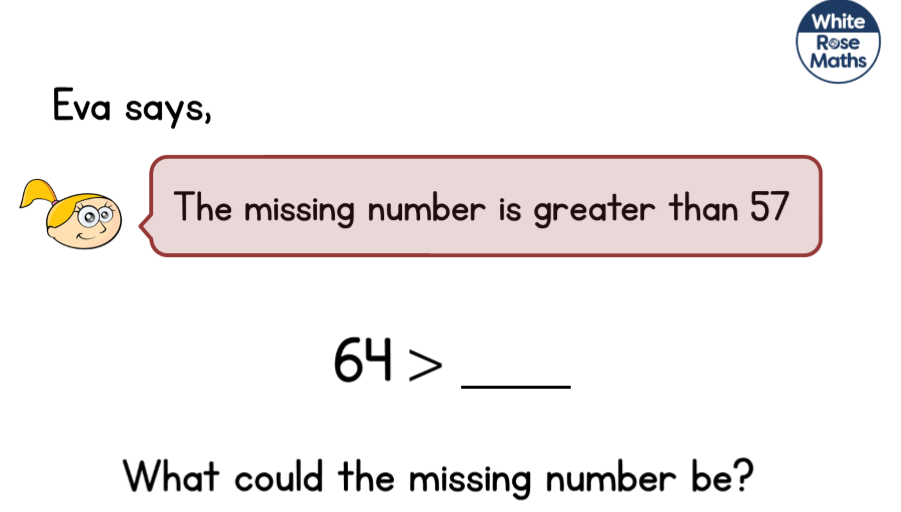 White
Rose
Maths
Eva says,
The missing number is greater than 57
64 > ____
What could the missing number be?